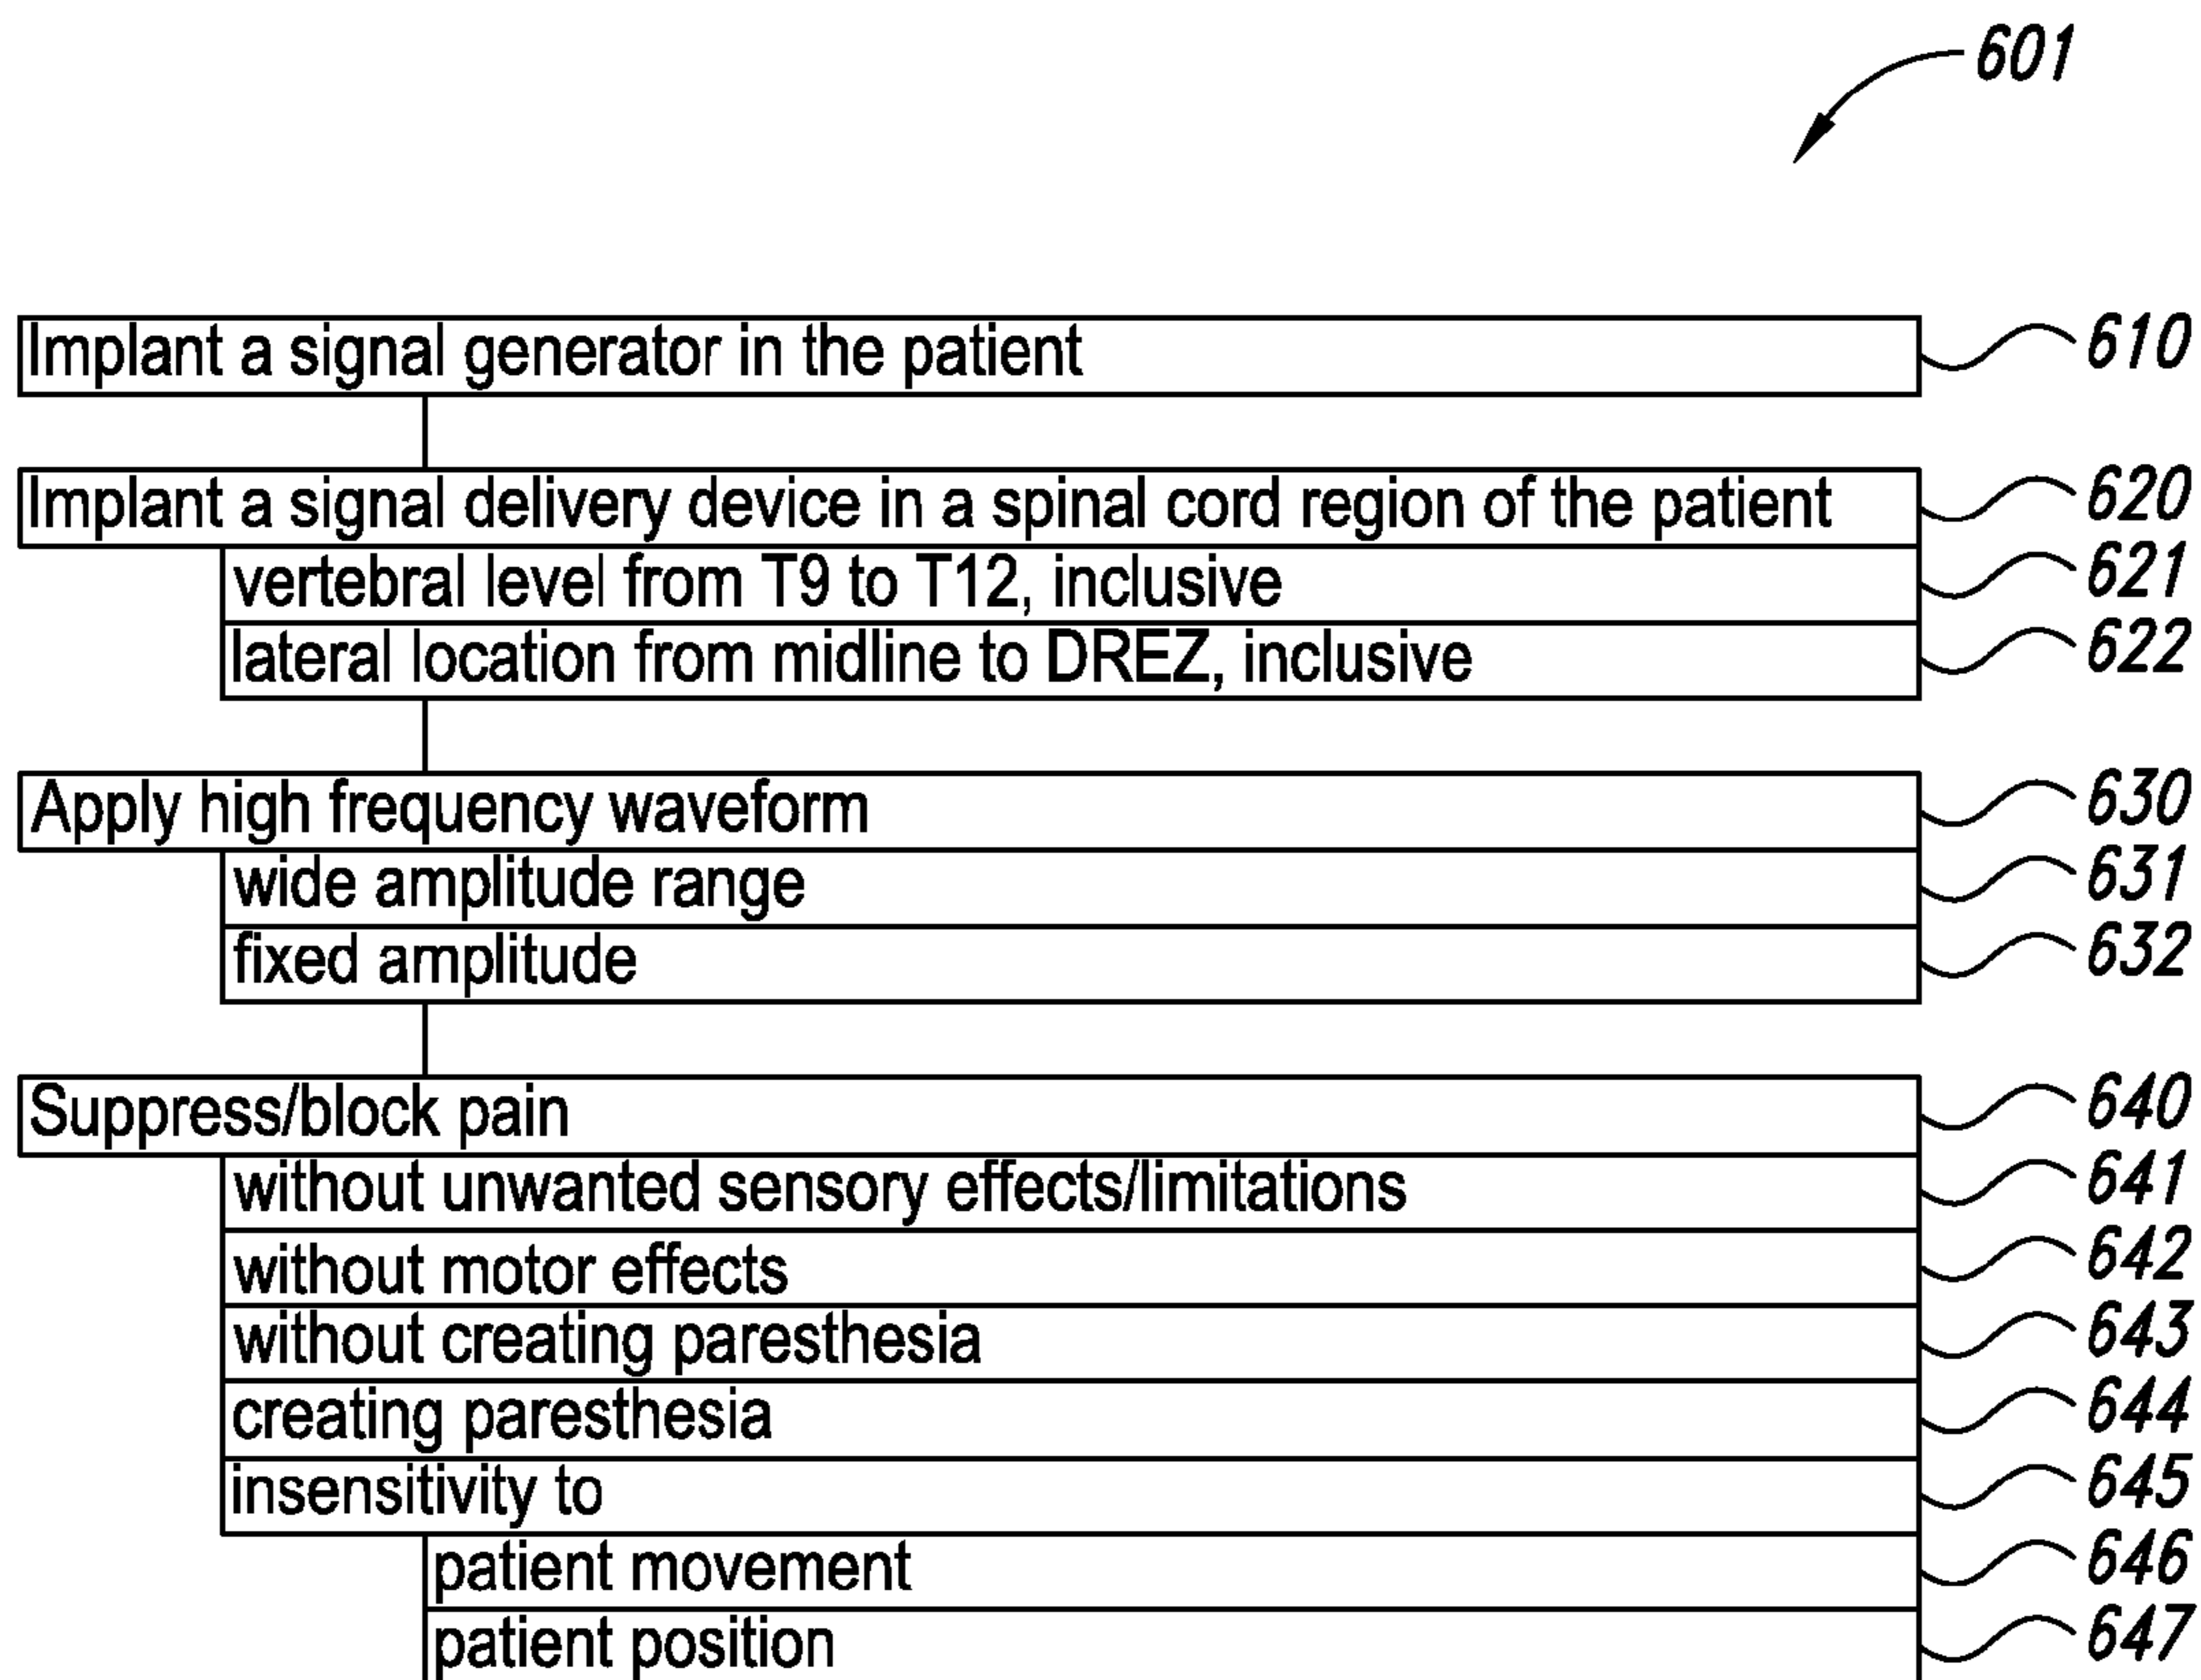 601
Implant a signal generator in the patient 610
Implant a signal delivery device in a spinal cord region of the patient 620
vertebral level from T9 to T12, inclusive 621
lateral location from midline to DREZ, inclusive 622
Apply high frequency waveform 630
wide amplitude range 631
fixed amplitude 632
Suppress/block pain 640
without unwanted sensory effects/limitations 641
without motor effects 642
without creating paresthesia 643
creating paresthesia 644
insensitivity to 645
patient movement 646
patient position 647